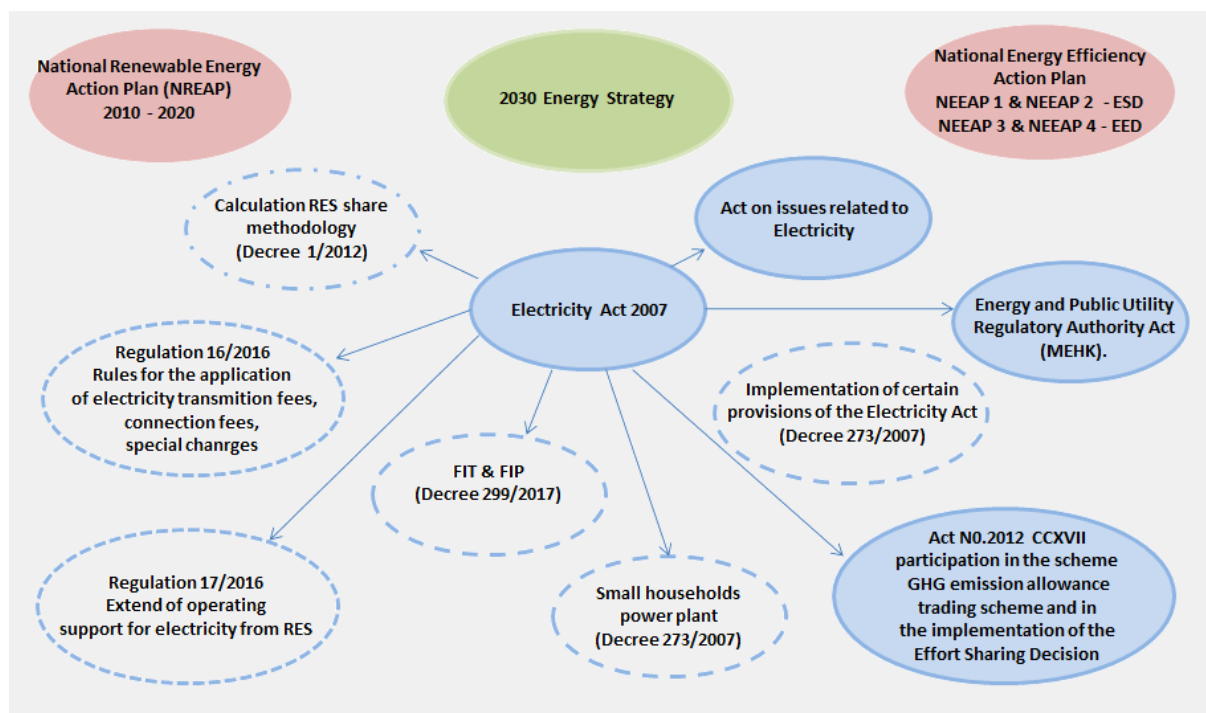 National Renewable Energy
Action Plan (NREAP)
2010 - 2020
2030 Energy Strategy
National Energy Efficiency
Action Plan
NEEAP 1 & NEEAP 2 - ESD
NEEAP 3 & NEEAP 4 - EED
Calculation RES share
methodology
(Decree 1/2012)
Act on issues related to
Electricity
Electricity Act 2007
Energy and Public Utility
Regulatory Authority Act
(MEHK).
Regulation 16/2016
Rules for the application
of electricity transmition fees,
connection fees,
special chanrges
Implementation of certain
provisions of the Electricity Act
(Decree 273/2007)
FIT & FIP
(Decree 299/2017)
Regulation 17/2016
Extend of operating
support for electricity from RES
Small households
power plant
(Decree 273/2007)
Act N0.2012 CCXVII
participation in the scheme
GHG emission allowance
trading scheme and in
the implementation of the
Effort Sharing Decision